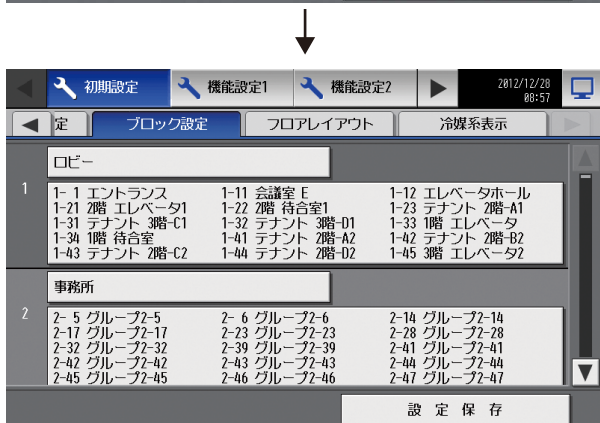 初期設定 機能設定1 機能設定2 2012/12/28
08:57
定 ブロック設定 フロアレイアウト 冷媒系表示
ロビー
1
1- 1 エントランス 1-11 会議室 E 1-12 エレベータホール
1-21 2階 エレベータ1 1-22 2階 待合室1 1-23 テナント 2階-A1
1-31 テナント 3階-C1 1-32 テナント 3階-D1 1-33 1階 エレベータ
1-34 1階 待合室 1-41 テナント 2階-A2 1-42 テナント 2階-B2
1-43 テナント 2階-C2 1-44 テナント 2階-D2 1-45 3階 エレベータ2
事務所
2
2- 5 グループ2-5 2- 6 グループ2-6 2-14 グループ2-14
2-17 グループ2-17 2-23 グループ2-23 2-28 グループ2-28
2-32 グループ2-32 2-39 グループ2-39 2-41 グループ2-41
2-42 グループ2-42 2-43 グループ2-43 2-44 グループ2-44
2-45 グループ2-45 2-46 グループ2-46 2-47 グループ2-47
設 定 保 存